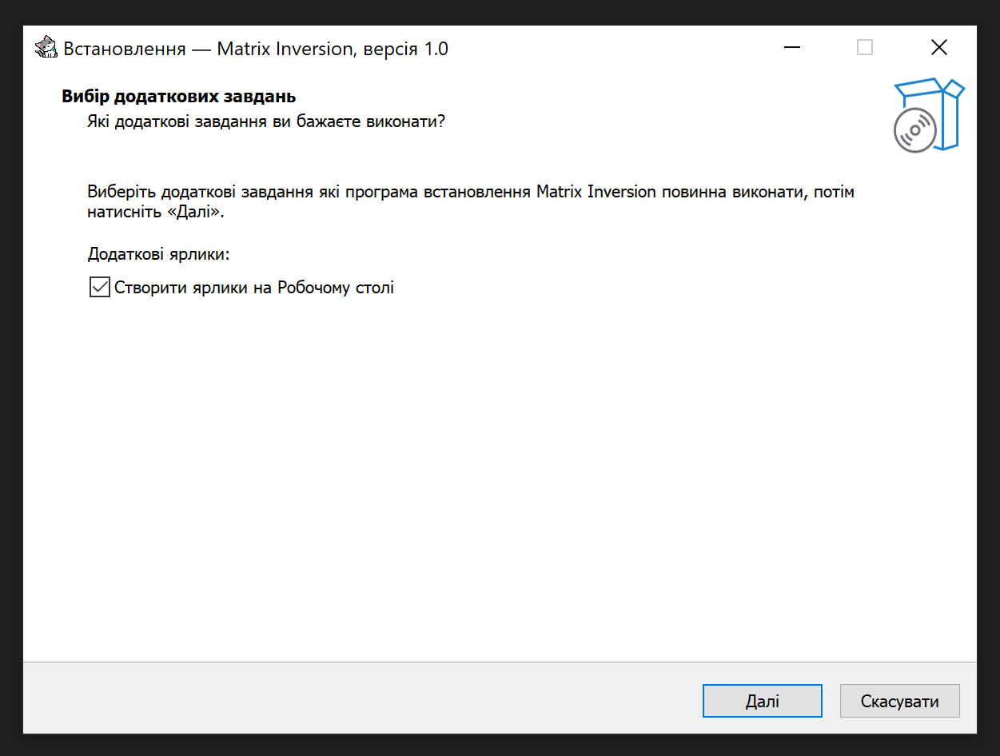 Встановлення — Matrix Inversion, версія 1.0
Вибір додаткових завдань
Які додаткові завдання ви бажаєте виконати?
Виберіть додаткові завдання які програма встановлення Matrix Inversion повинна виконати, потім
натисніть «Далі».
Додаткові ярлики:
Створити ярлики на Робочому столі
Далі
Скасувати